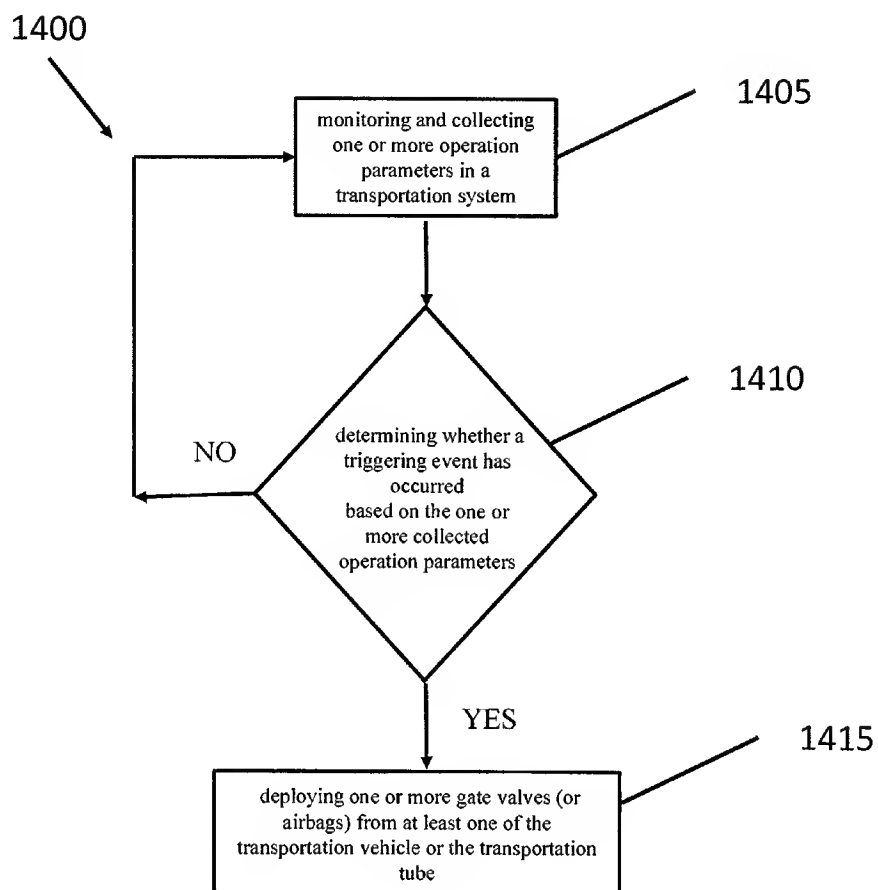 1400
1405
monitoring and collecting
one or more operation
parameters in a
transportation system
1410
determining whether a
triggering event has
occurred
based on the one or
more collected
operation parameters
NO
YES
1415
deploying one or more gate valves (or
airbags) from at least one of the
transportation vehicle or the transportation
tube